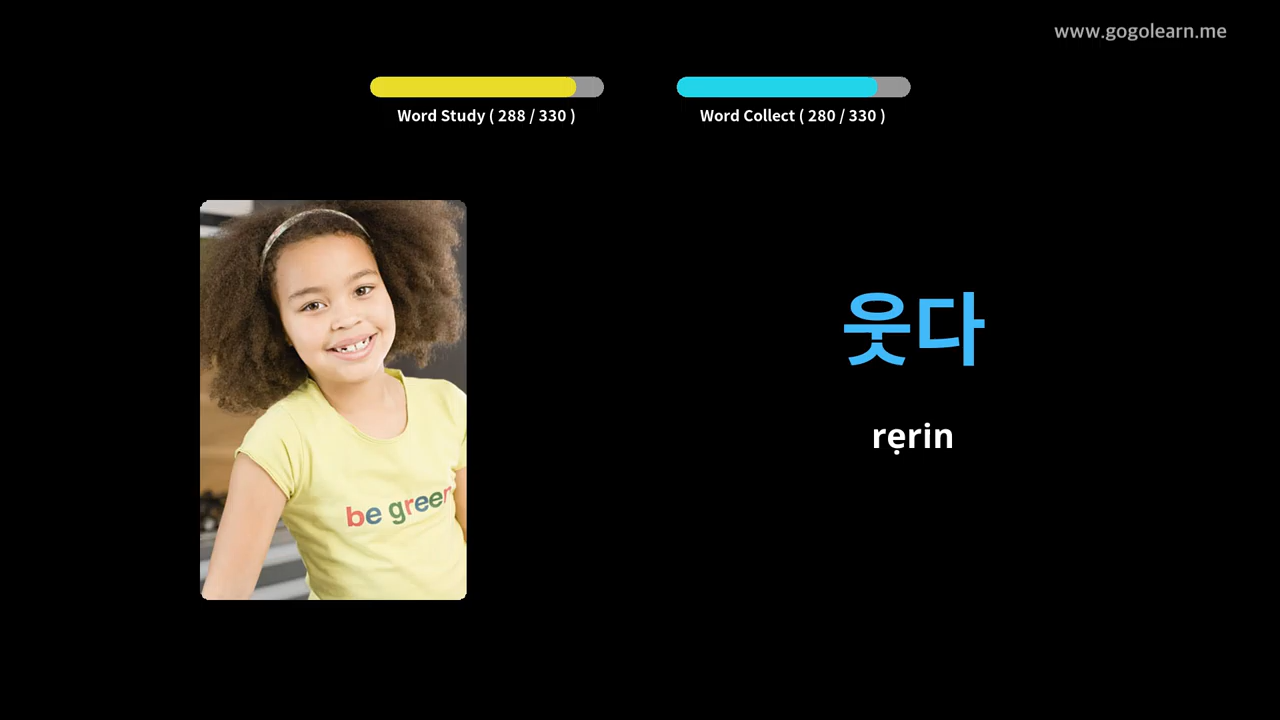 www.gogolearn.me
Word Study ( 288 / 330 )
Word Collect ( 280 / 330 )
웃다
rẹrin
be green